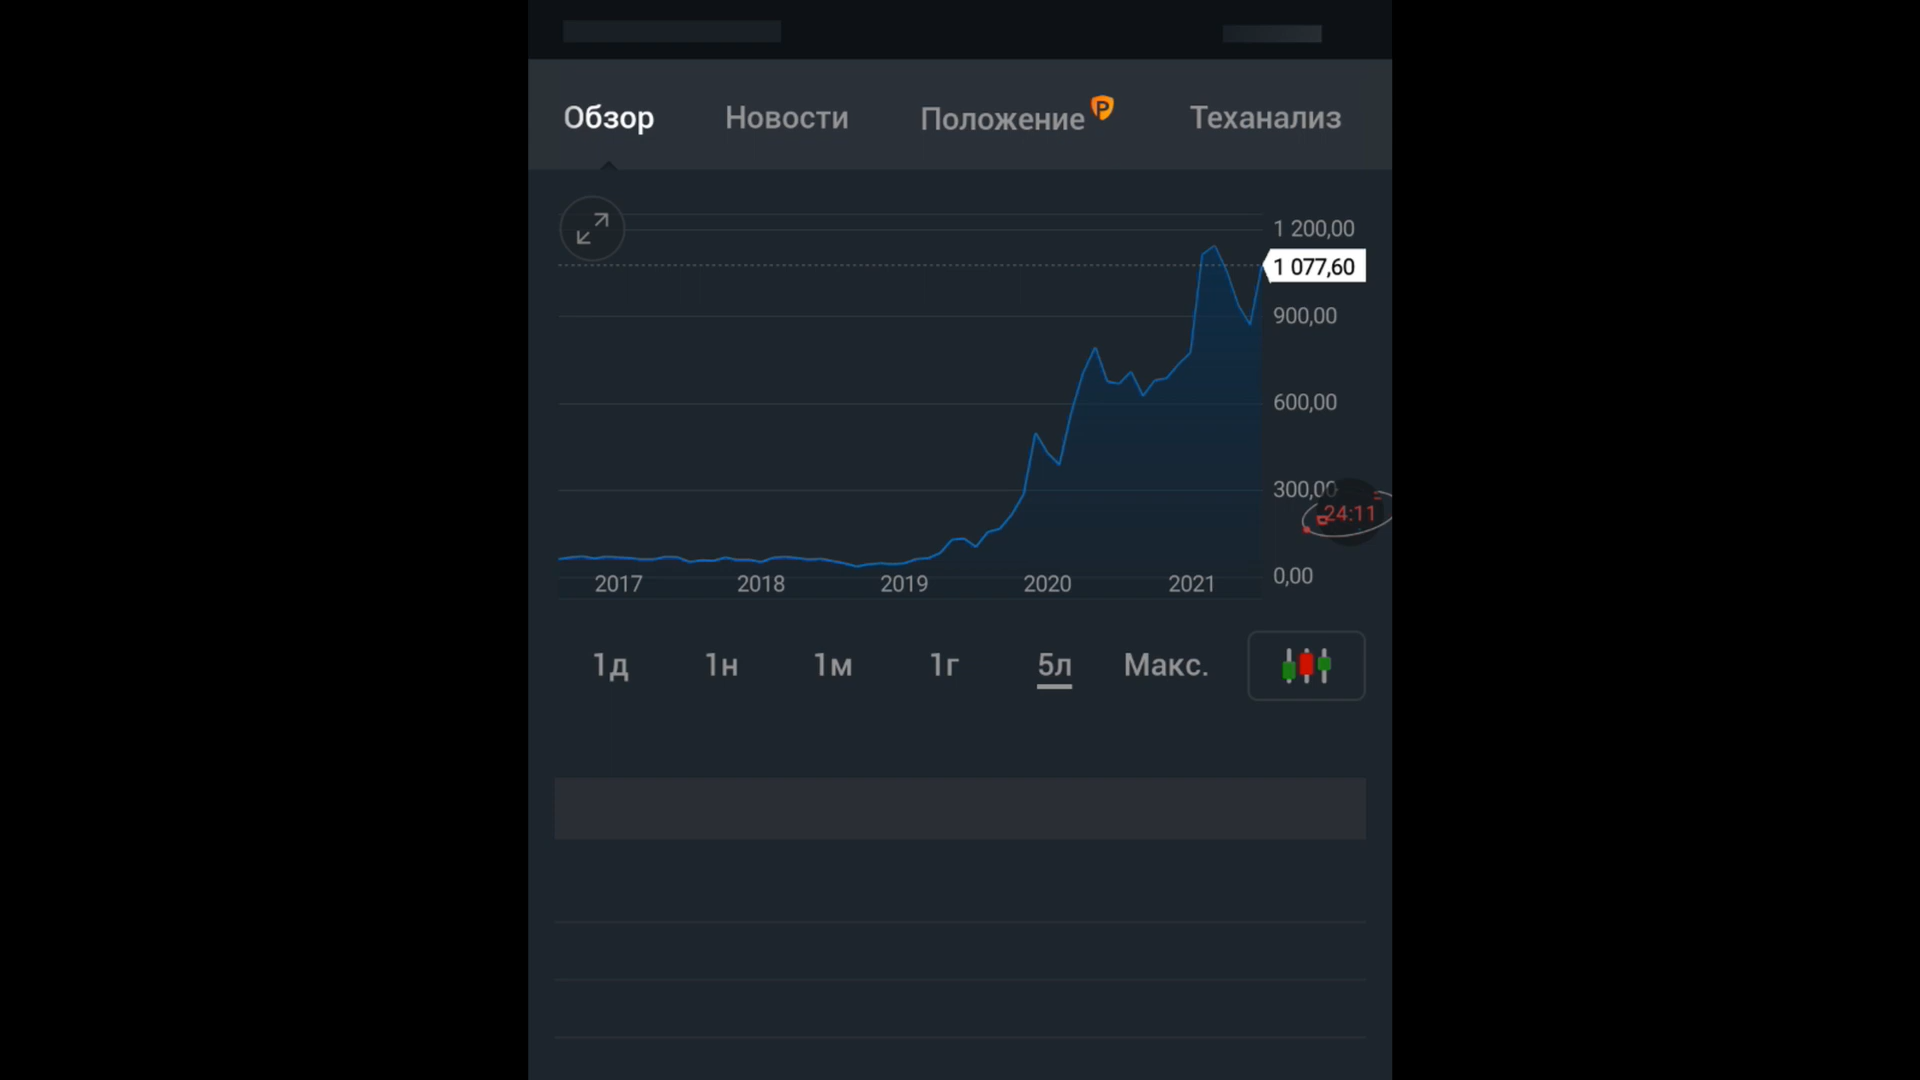 Обзор Новости Положение P Теханализ
1 200,00
1 077,60
900,00
600,00
300,00
24:11
0,00
2017 2018 2019 2020 2021
1д 1н 1м 1г 5л Макс.